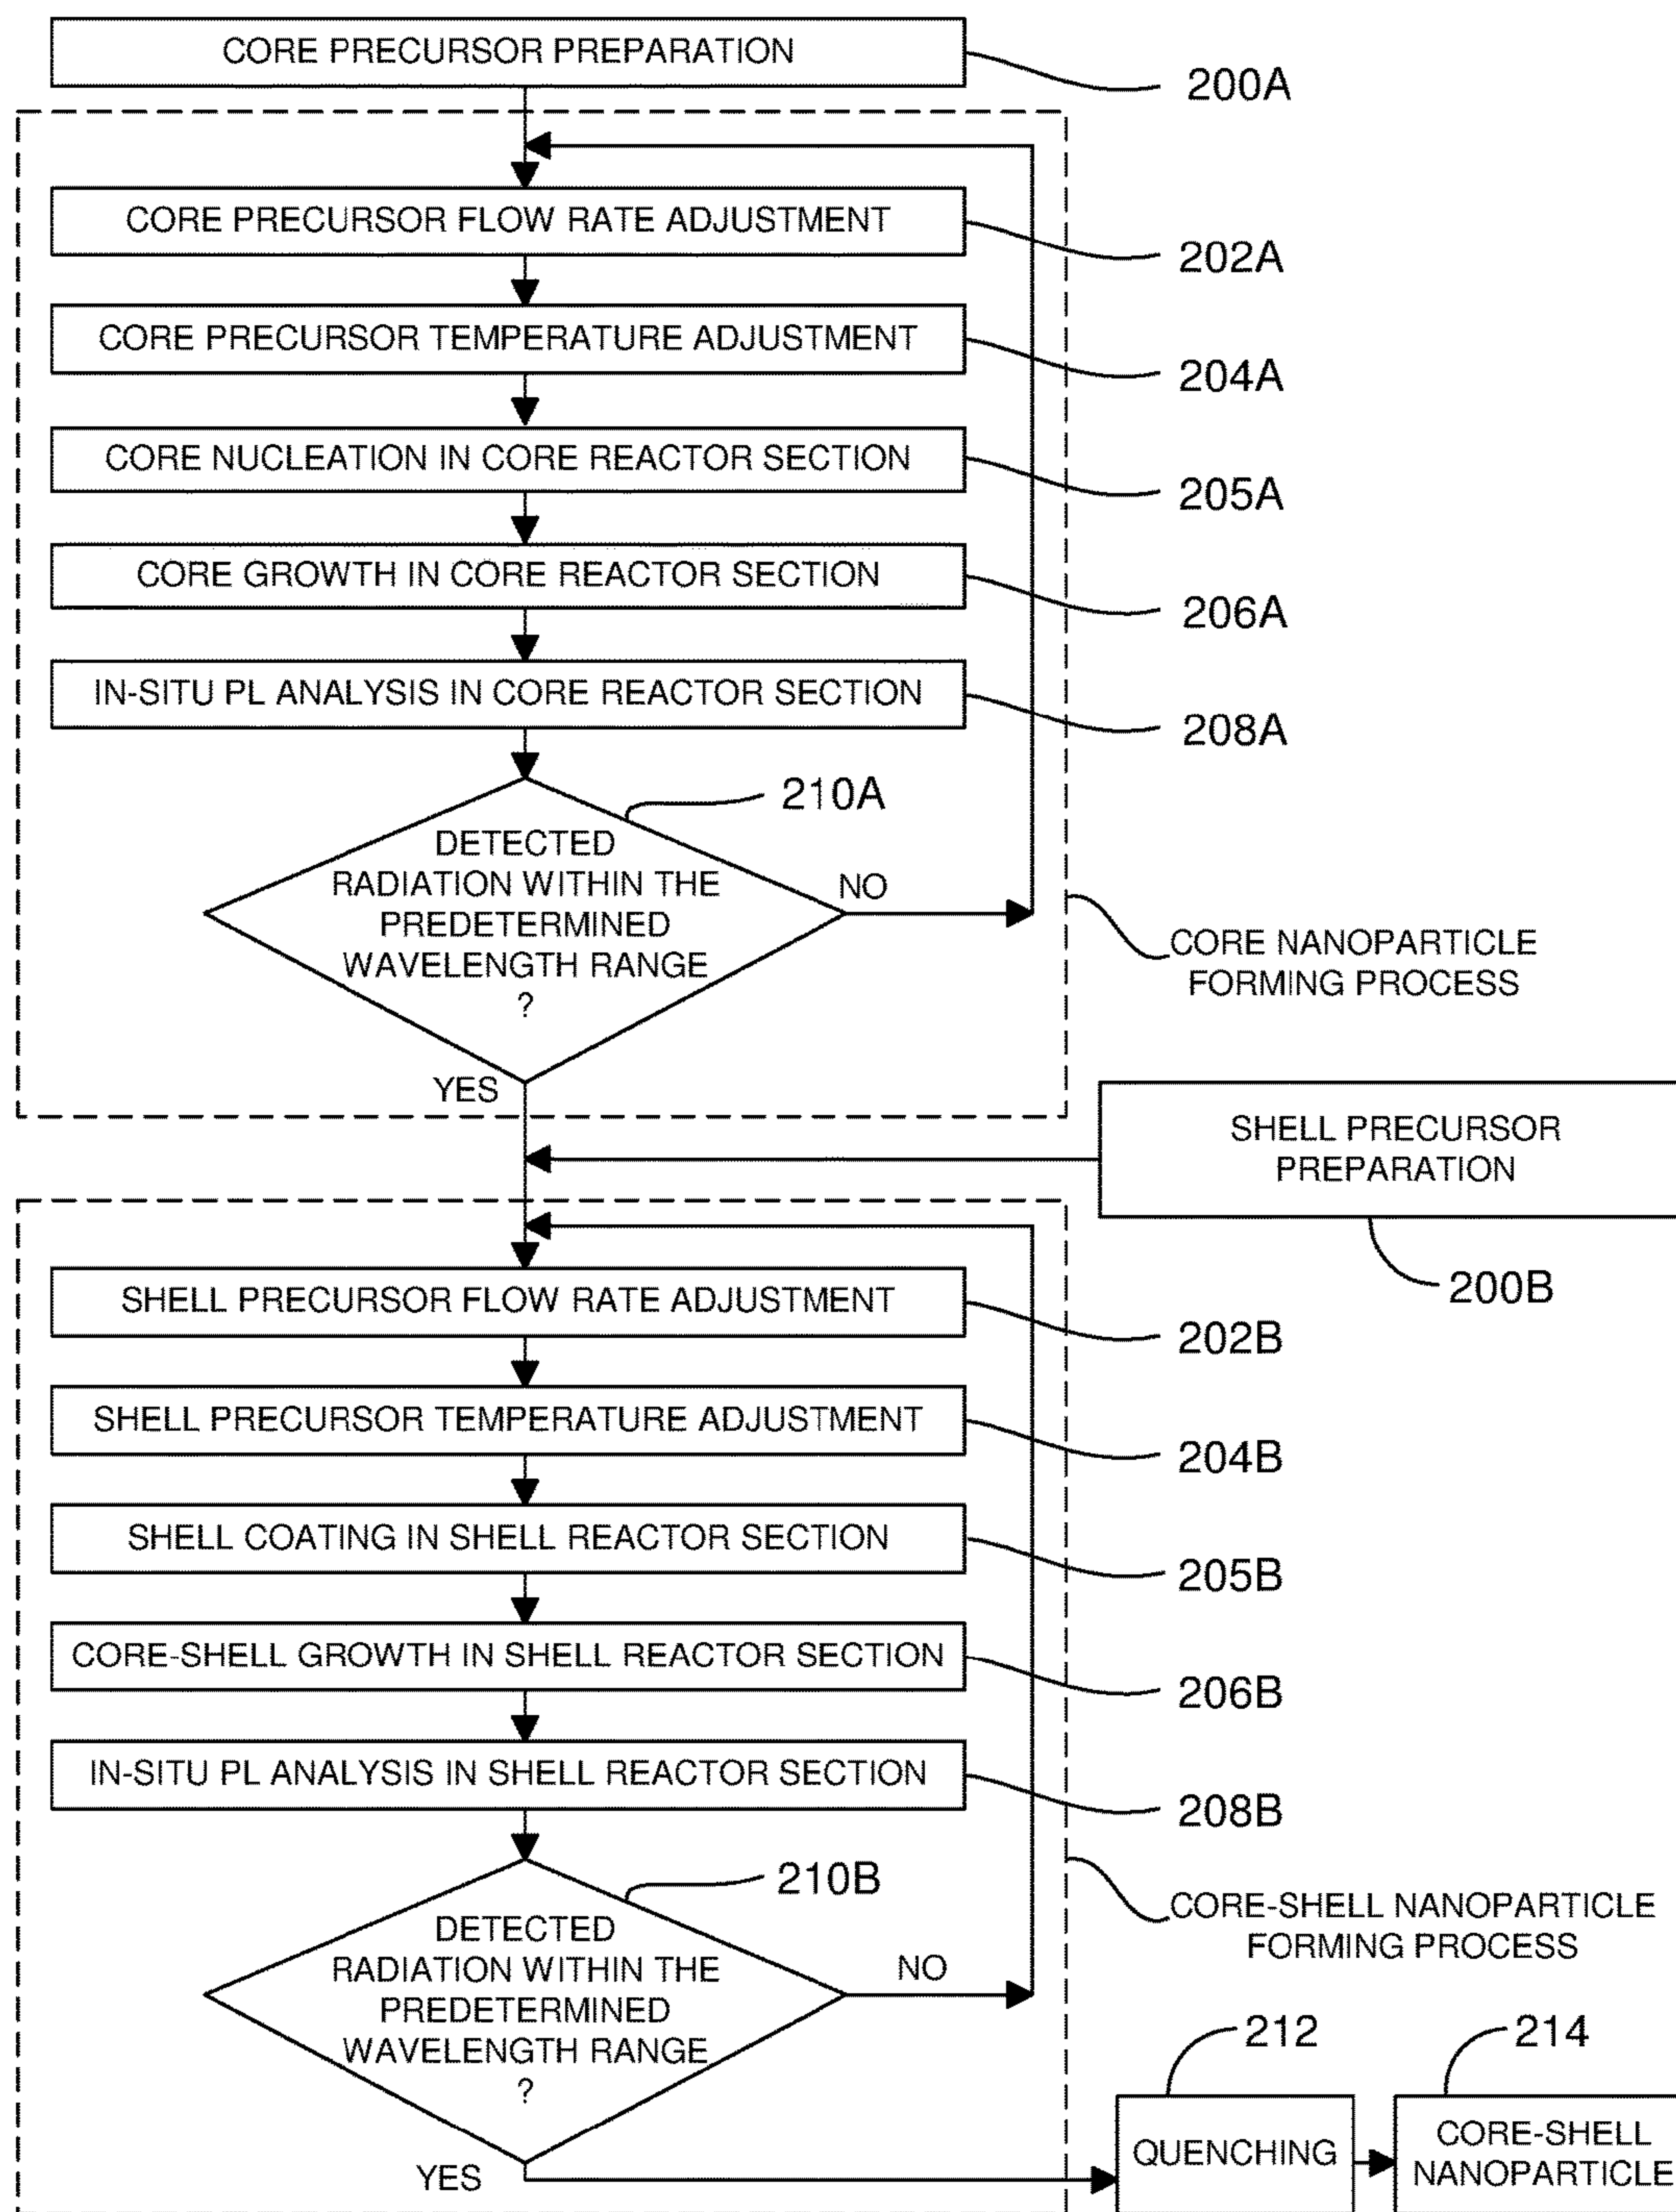 CORE PRECURSOR PREPARATION
200A
CORE PRECURSOR FLOW RATE ADJUSTMENT
202A
CORE PRECURSOR TEMPERATURE ADJUSTMENT
204A
CORE NUCLEATION IN CORE REACTOR SECTION
205A
CORE GROWTH IN CORE REACTOR SECTION
206A
IN-SITU PL ANALYSIS IN CORE REACTOR SECTION
208A
210A
DETECTED
RADIATION WITHIN THE
PREDETERMINED
WAVELENGTH RANGE
?
NO
CORE NANOPARTICLE
FORMING PROCESS
YES
SHELL PRECURSOR
PREPARATION
200B
SHELL PRECURSOR FLOW RATE ADJUSTMENT
202B
SHELL PRECURSOR TEMPERATURE ADJUSTMENT
204B
SHELL COATING IN SHELL REACTOR SECTION
205B
CORE-SHELL GROWTH IN SHELL REACTOR SECTION
206B
IN-SITU PL ANALYSIS IN SHELL REACTOR SECTION
208B
210B
DETECTED
RADIATION WITHIN THE
PREDETERMINED
WAVELENGTH RANGE
?
NO
CORE-SHELL NANOPARTICLE
FORMING PROCESS
YES
212
QUENCHING
214
CORE-SHELL
NANOPARTICLE